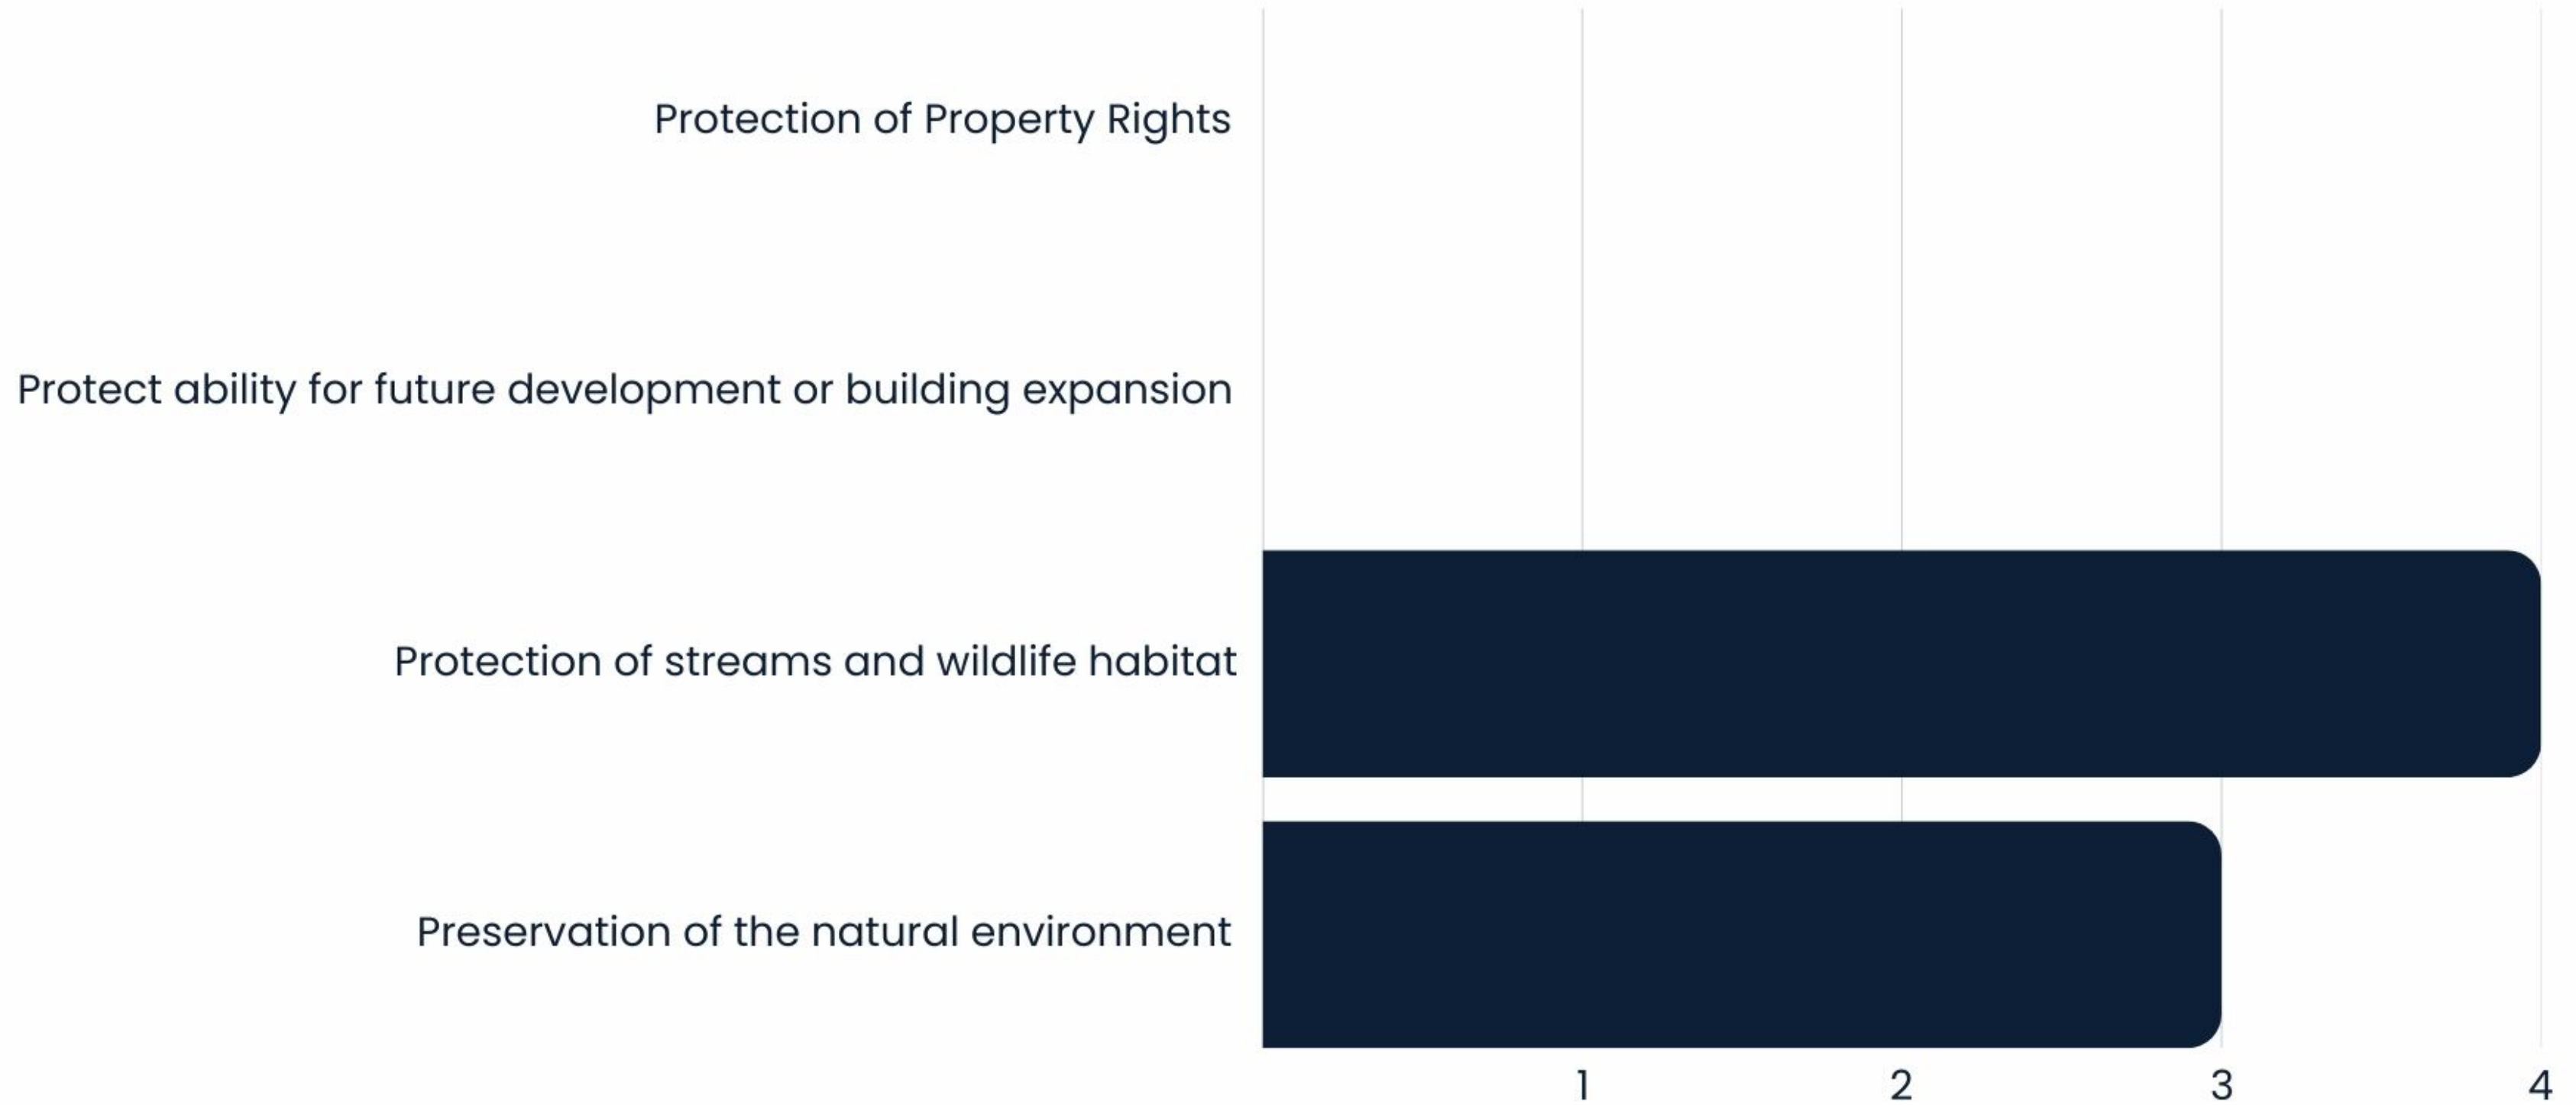 Protection of Property Rights
Protect ability for future development or building expansion
Protection of streams and wildlife habitat
Preservation of the natural environment
1 2 3 4